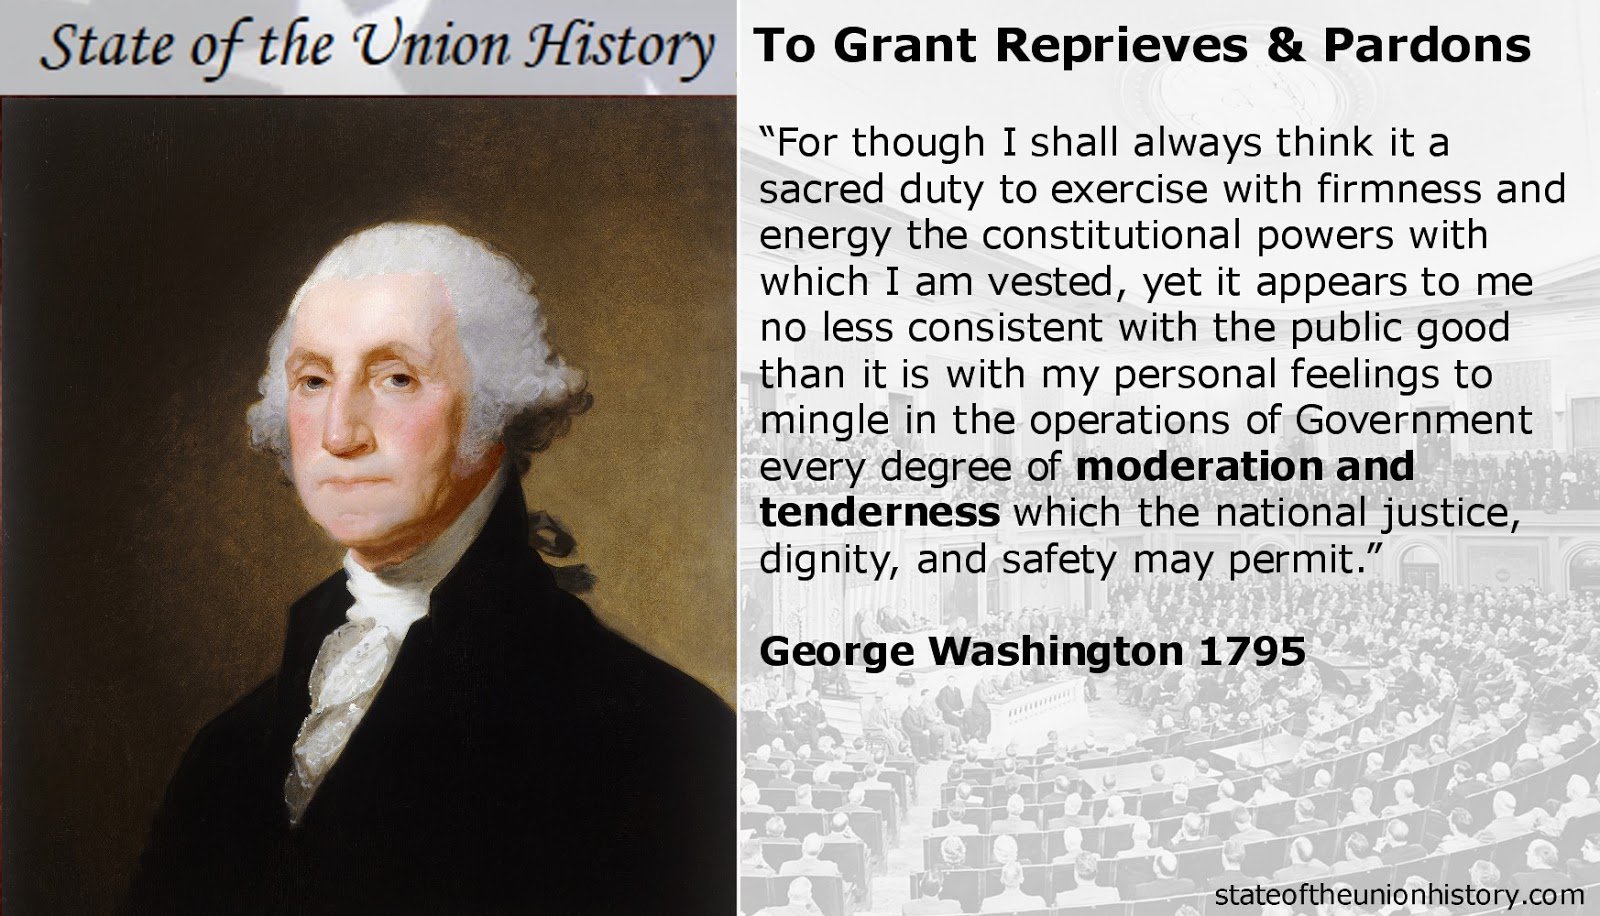 State of the Union History
To Grant Reprieves & Pardons
“For though I shall always think it a
sacred duty to exercise with firmness and
energy the constitutional powers with
which I am vested, yet it appears to me
no less consistent with the public good
than it is with my personal feelings to
mingle in the operations of Government
every degree of moderation and
tenderness which the national justice,
dignity, and safety may permit.”
George Washington 1795
stateoftheunionhistory.com